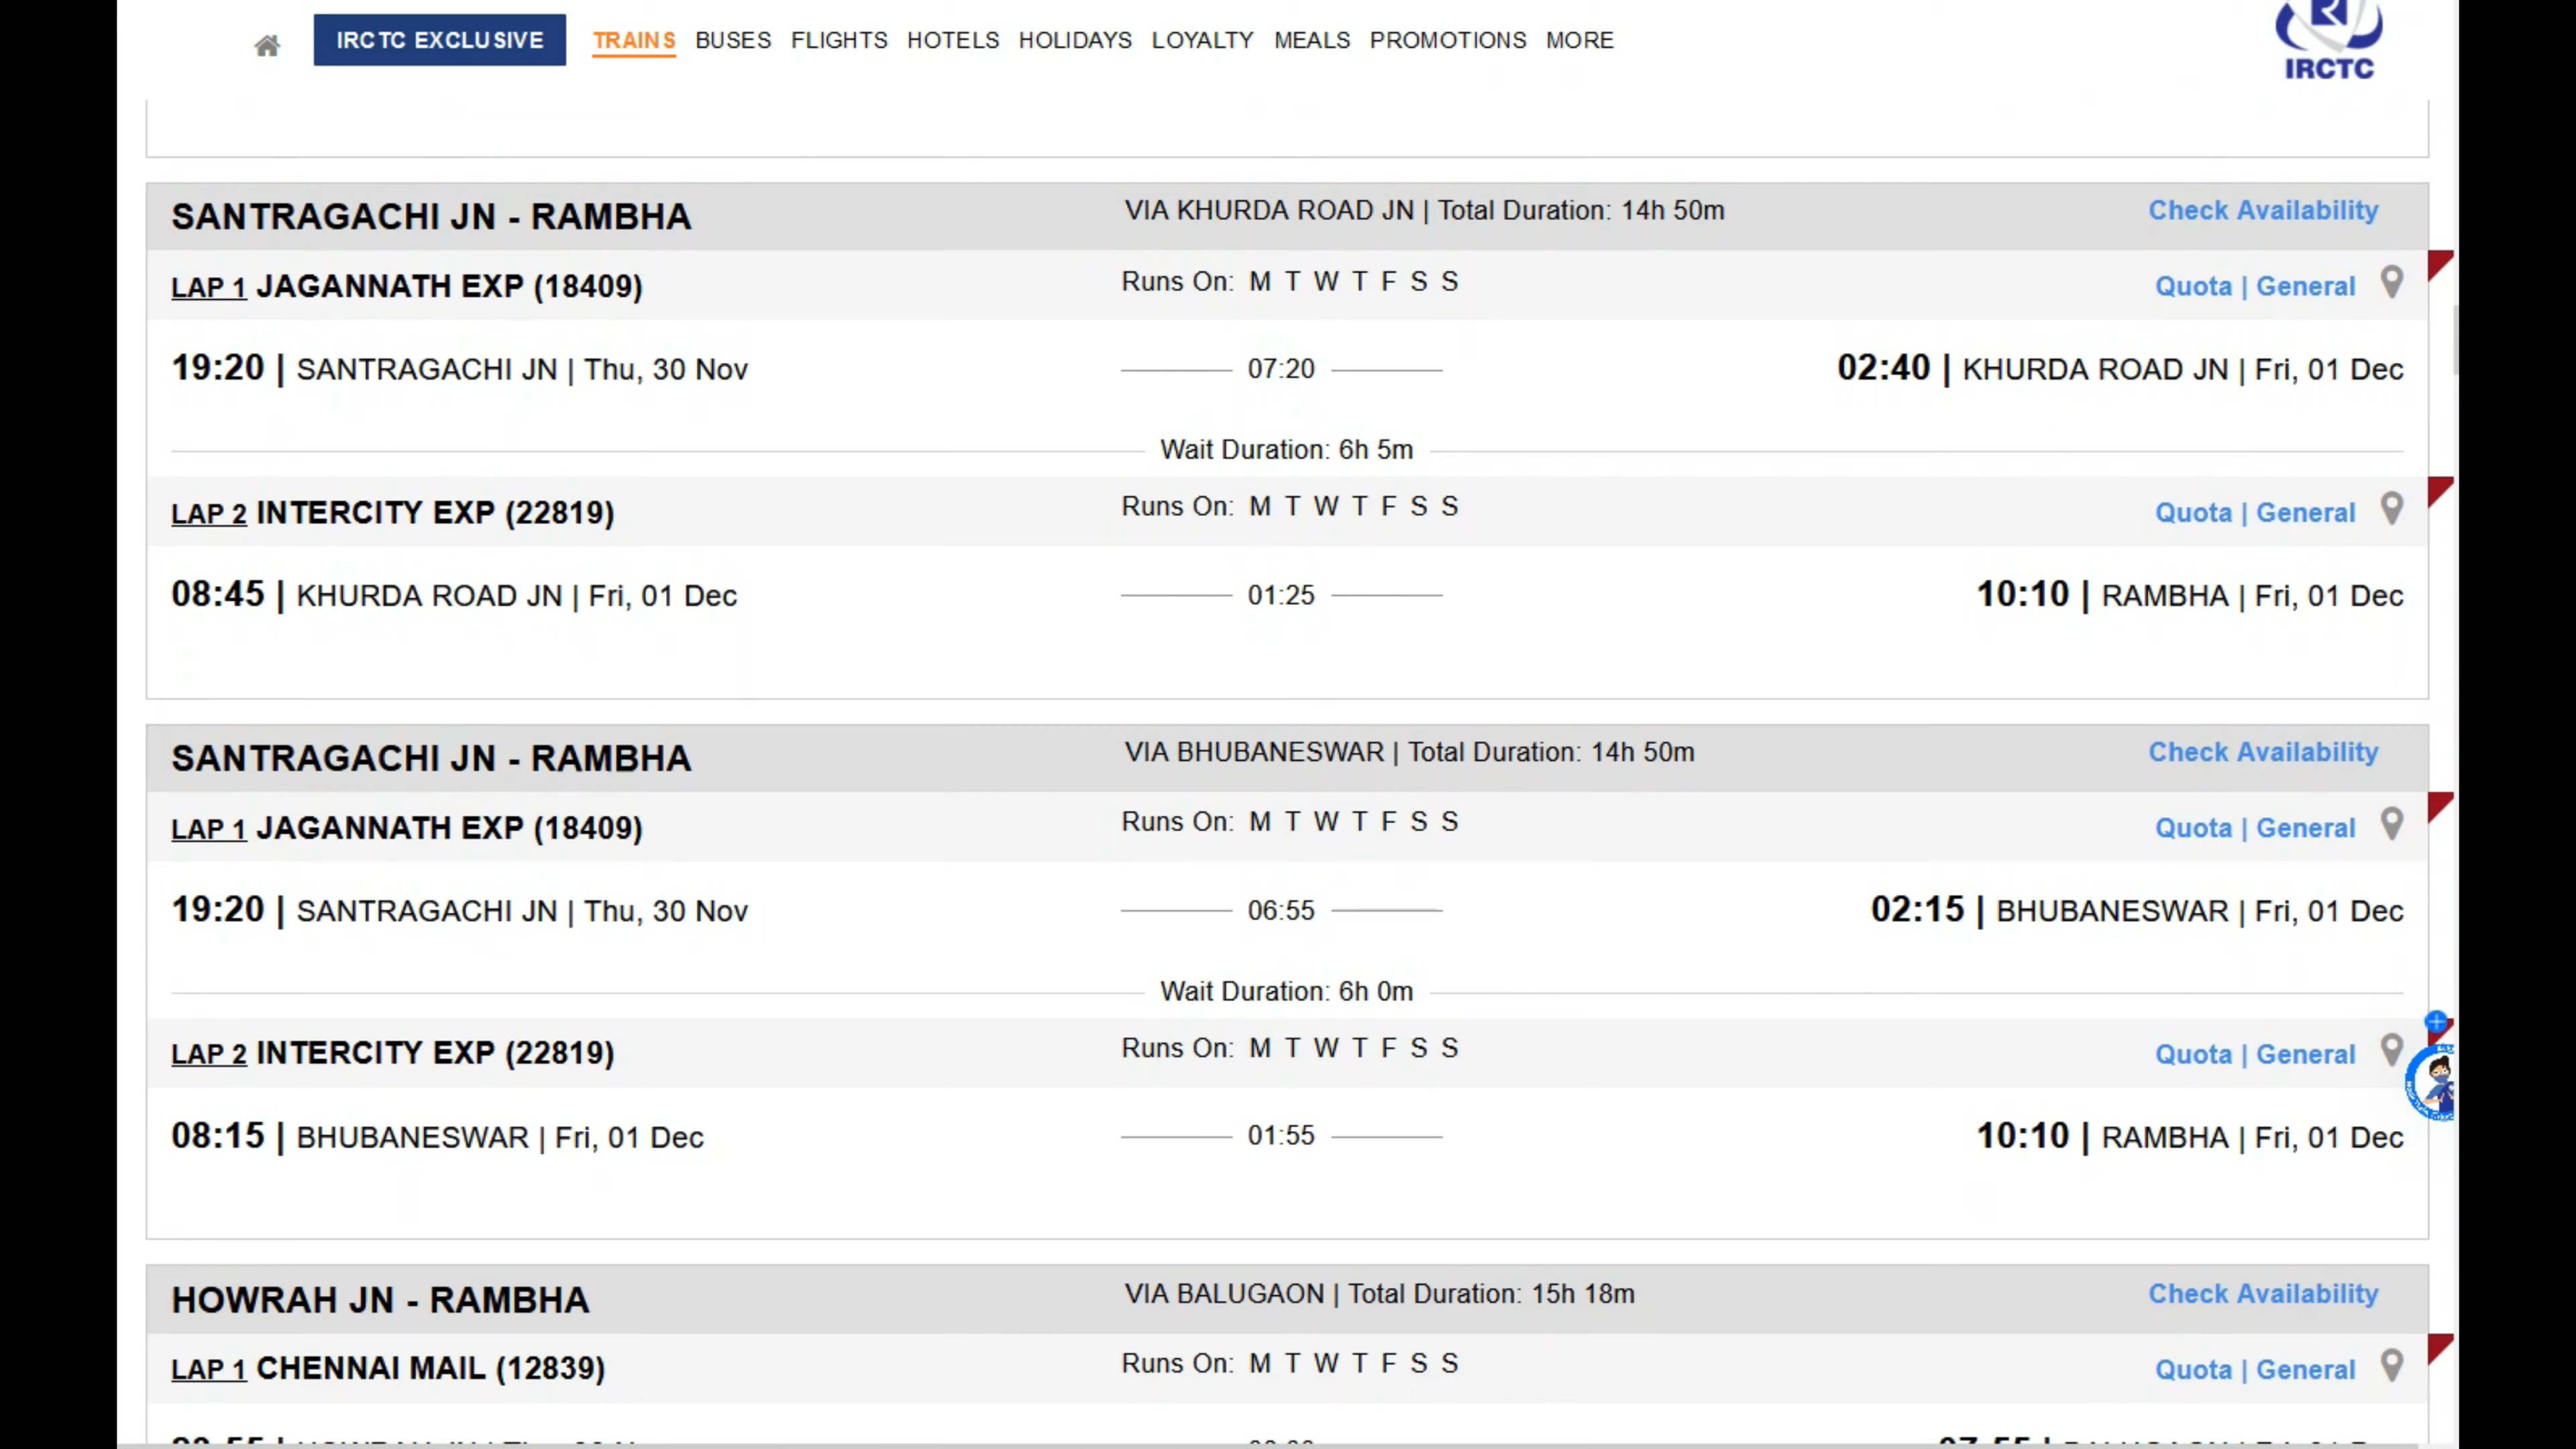 IRCTC EXCLUSIVE TRAINS BUSES FLIGHTS HOTELS HOLIDAYS LOYALTY MEALS PROMOTIONS MORE
IRCTC
SANTRAGACHI JN - RAMBHA VIA KHURDA ROAD JN | Total Duration: 14h 50m Check Availability
LAP 1 JAGANNATH EXP (18409) Runs On: M T W T F S S Quota | General
19:20 | SANTRAGACHI JN | Thu, 30 Nov 07:20 02:40 | KHURDA ROAD JN | Fri, 01 Dec
Wait Duration: 6h 5m
LAP 2 INTERCITY EXP (22819) Runs On: M T W T F S S Quota | General
08:45 | KHURDA ROAD JN | Fri, 01 Dec 01:25 10:10 | RAMBHA | Fri, 01 Dec
SANTRAGACHI JN - RAMBHA VIA BHUBANESWAR | Total Duration: 14h 50m Check Availability
LAP 1 JAGANNATH EXP (18409) Runs On: M T W T F S S Quota | General
19:20 | SANTRAGACHI JN | Thu, 30 Nov 06:55 02:15 | BHUBANESWAR | Fri, 01 Dec
Wait Duration: 6h 0m
LAP 2 INTERCITY EXP (22819) Runs On: M T W T F S S Quota | General
08:15 | BHUBANESWAR | Fri, 01 Dec 01:55 10:10 | RAMBHA | Fri, 01 Dec
HOWRAH JN - RAMBHA VIA BALUGAON | Total Duration: 15h 18m Check Availability
LAP 1 CHENNAI MAIL (12839) Runs On: M T W T F S S Quota | General